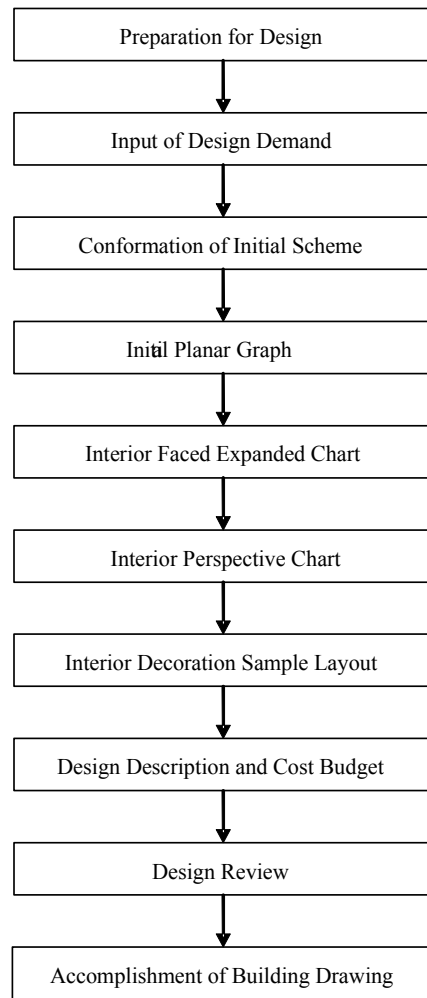 Preparation for Design
Input of Design Demand
Conformation of Initial Scheme
Initial Planar Graph
Interior Faced Expanded Chart
Interior Perspective Chart
Interior Decoration Sample Layout
Design Description and Cost Budget
Design Review
Accomplishment of Building Drawing